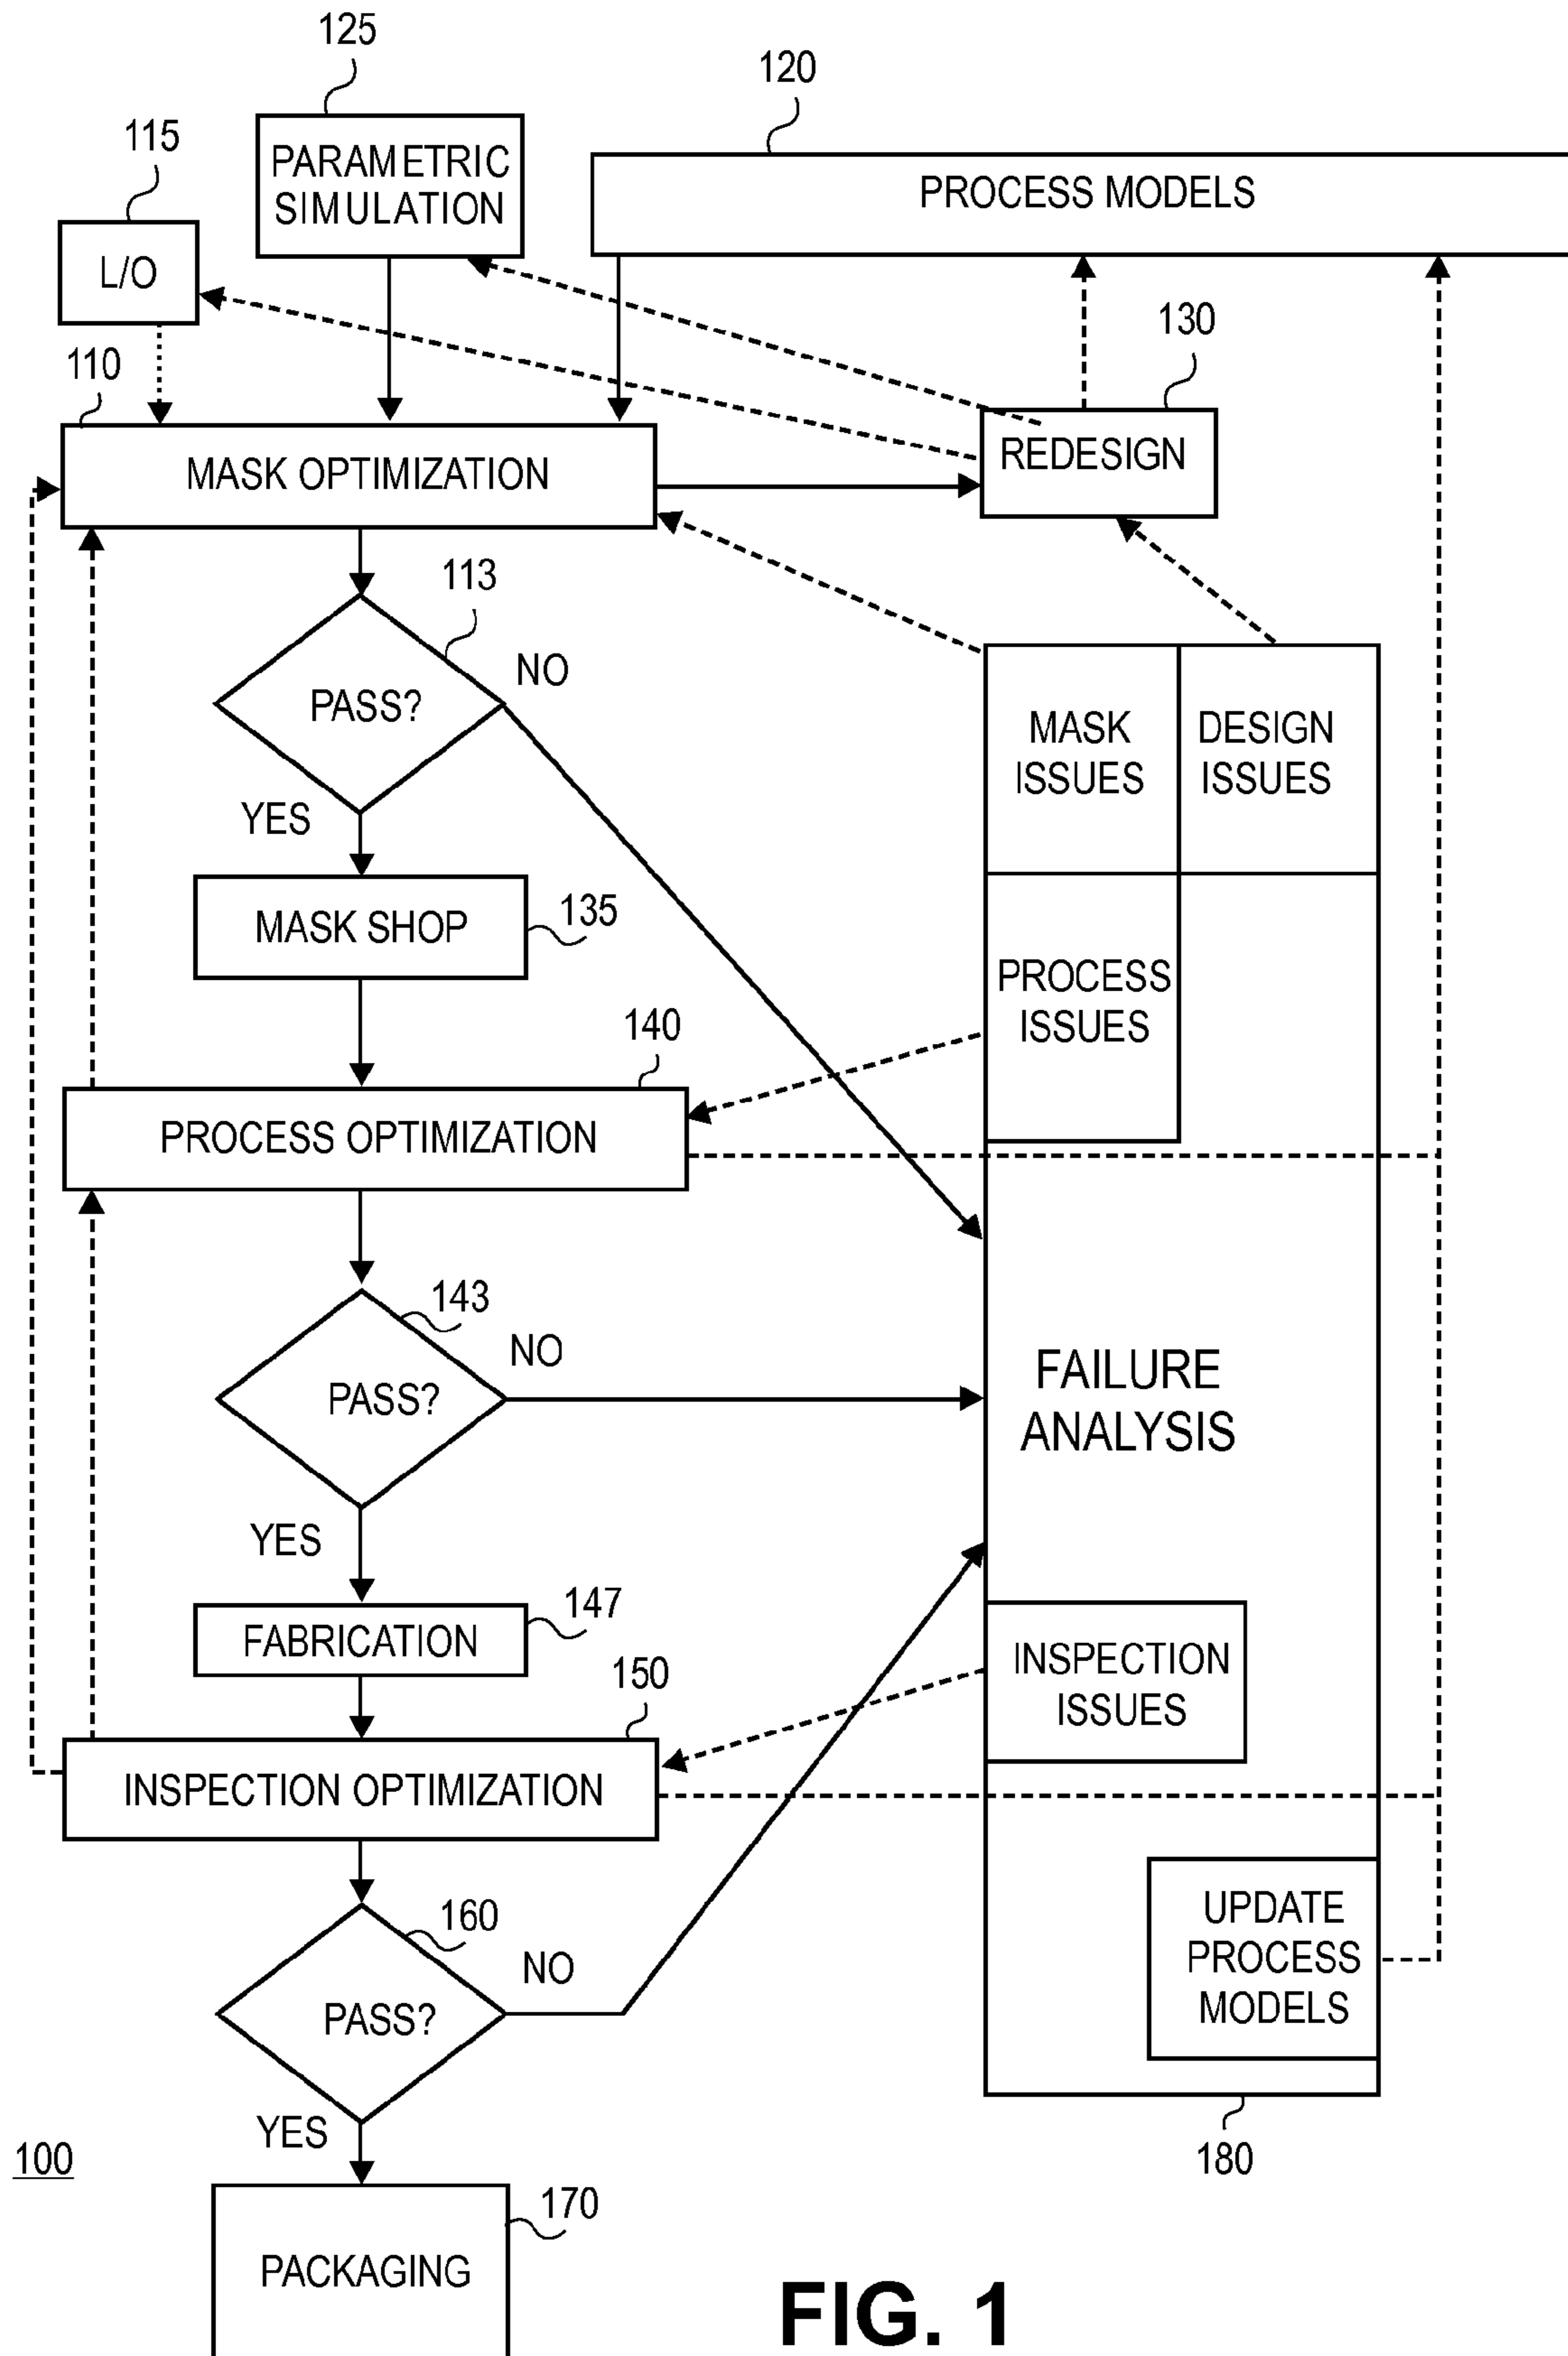 125
120
115
PARAMETRIC
SIMULATION
PROCESS MODELS
L/O
130
110
REDESIGN
MASK OPTIMIZATION
113
NO
PASS?
MASK
ISSUES
DESIGN
ISSUES
YES
MASK SHOP
135
PROCESS
ISSUES
140
PROCESS OPTIMIZATION
143
NO
PASS?
FAILURE
ANALYSIS
YES
147
FABRICATION
INSPECTION
ISSUES
150
INSPECTION OPTIMIZATION
160
NO
PASS?
UPDATE
PROCESS
MODELS
YES
100
180
170
PACKAGING
FIG. 1